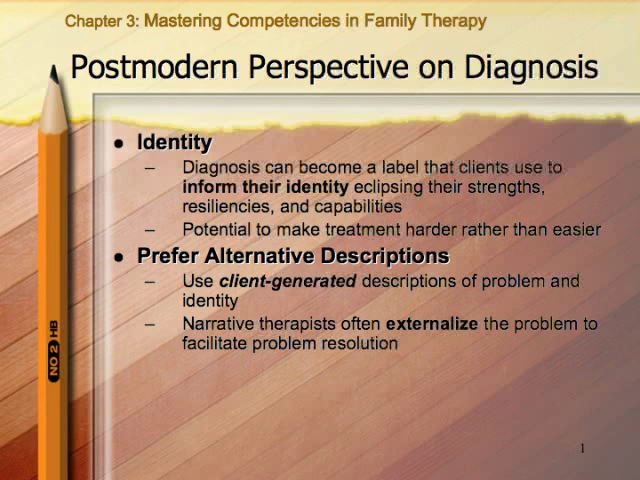 Chapter 3: Mastering Competencies in Family Therapy
Postmodern Perspective on Diagnosis
● Identity
– Diagnosis can become a label that clients use to
inform their identity eclipsing their strengths,
resiliencies, and capabilities
– Potential to make treatment harder rather than easier
● Prefer Alternative Descriptions
– Use client-generated descriptions of problem and
identity
– Narrative therapists often externalize the problem to
facilitate problem resolution
NO 2 HB
1